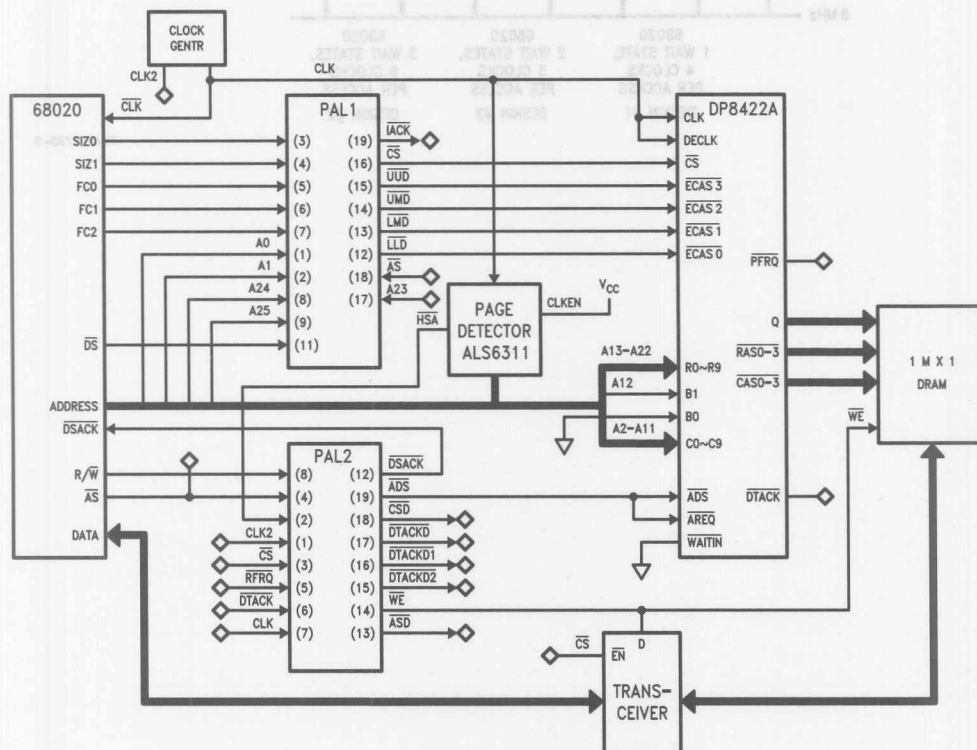 CLOCK
GENTR
CLK2
CLK
CLK
68020
SIZ0
SIZ1
FC0
FC1
FC2
DS
ADDRESS
DSACK
R/W
AS
DATA
A0
A1
A24
A25
PAL1
(3)
(4)
(5)
(6)
(7)
(1)
(2)
(8)
(9)
(11)
(19)
(16)
(15)
(14)
(13)
(12)
(18)
(17)
IACK
CS
UUD
UMD
LMD
LLD
AS
A23
HSA
PAGE
DETECTOR
ALS6311
CLKEN
VCC
A13-A22
A12
A2-A11
DP8422A
CLK
DECLK
CS
ECAS 3
ECAS 2
ECAS 1
ECAS 0
R0~R9
B1
B0
C0~C9
ADS
AREQ
WAITIN
PFRQ
Q
RAS0-3
CAS0-3
DTACK
WE
1 M X 1
DRAM
PAL2
(8)
(4)
(2)
(1)
(3)
(5)
(6)
(7)
CLK2
CS
RFRQ
DTACK
CLK
(12)
(19)
(18)
(17)
(16)
(15)
(14)
(13)
DSACK
ADS
CSD
DTACKD
DTACKD1
DTACKD2
WE
ASD
CS
EN
D
TRANS-
CEIVER